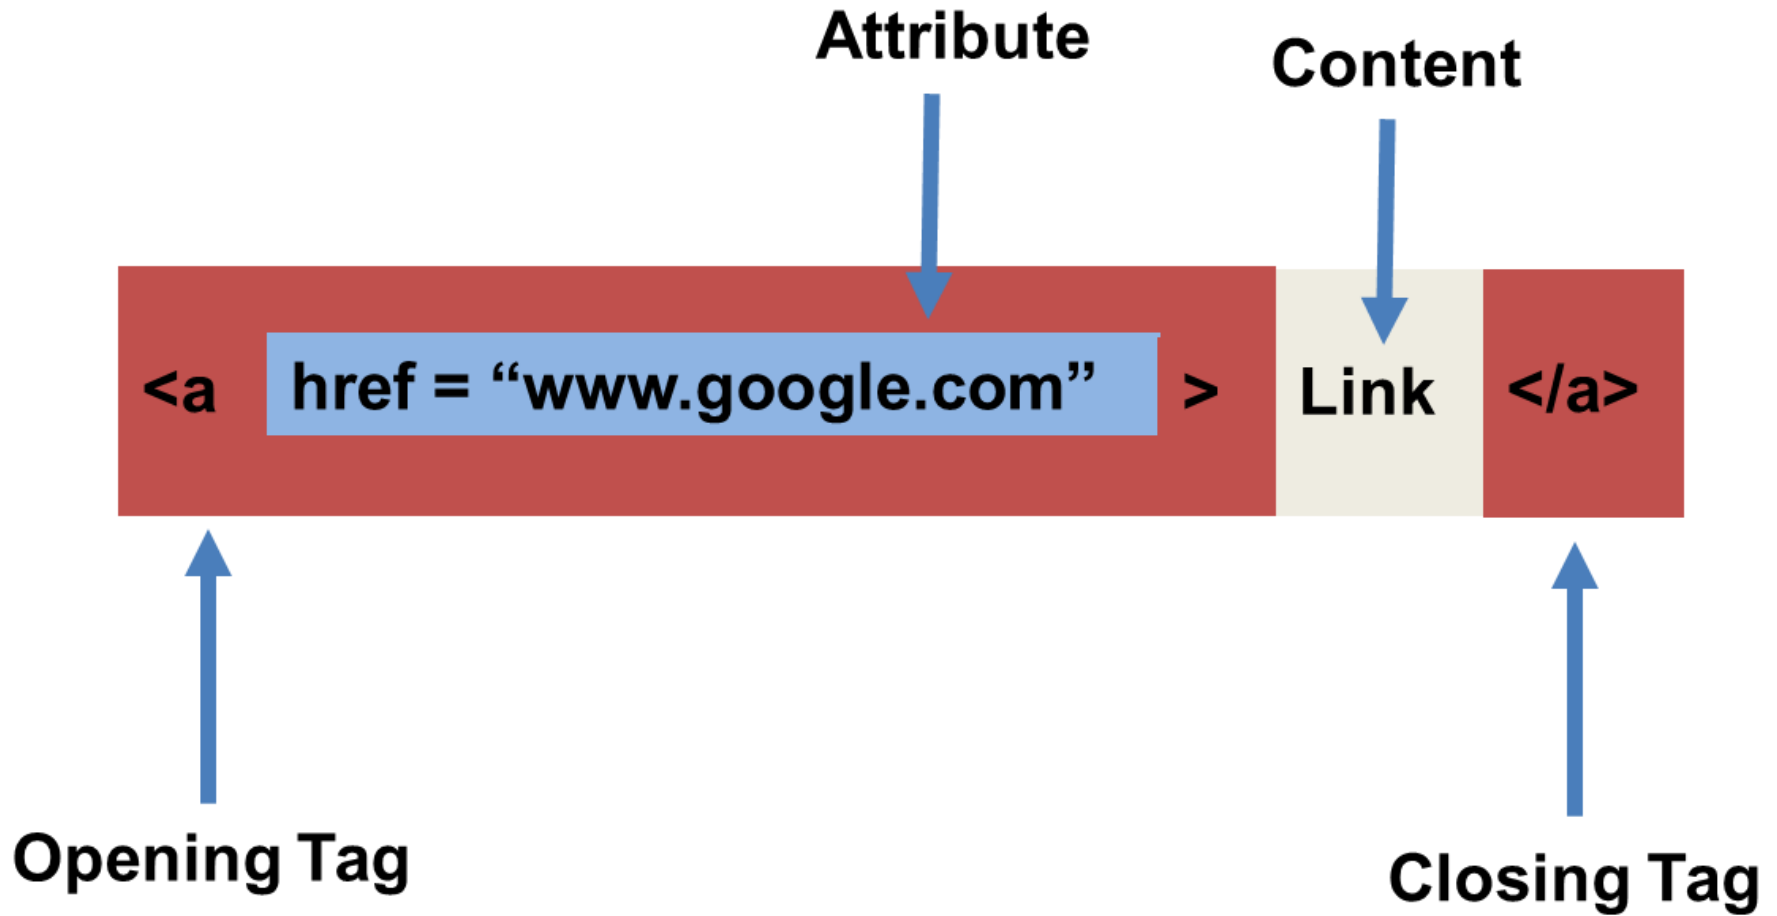 Attribute
Content
<a href = “www.google.com” > Link </a>
Opening Tag
Closing Tag